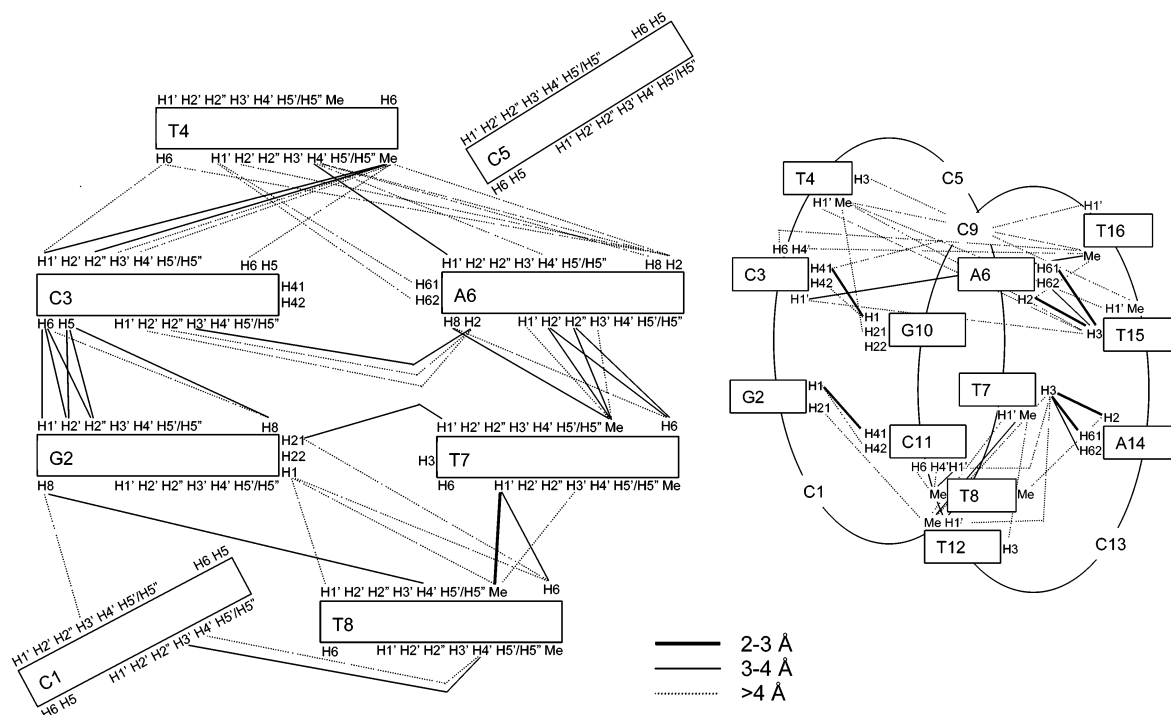 H6 H5
H1' H2' H2" H3' H4' H5'/H5"
C5
H1' H2' H2" H3' H4' H5'/H5"
H6 H5
H1' H2' H2" H3' H4' H5'/H5" Me H6
T4
H6 H1' H2' H2" H3' H4' H5'/H5" Me
H1' H2' H2" H3' H4' H5'/H5" H6 H5
C3
H41
H42
H6 H5 H1' H2' H2" H3' H4' H5'/H5"
H1' H2' H2" H3' H4' H5'/H5" H8 H2
H61
H62
A6
H8 H2 H1' H2' H2" H3' H4' H5'/H5"
H1' H2' H2" H3' H4' H5'/H5" H8
G2
H21
H22
H1
H8 H1' H2' H2" H3' H4' H5'/H5"
H1' H2' H2" H3' H4' H5'/H5" Me H6
H3
T7
H6 H1' H2' H2" H3' H4' H5'/H5" Me
H6 H5
H1' H2' H2" H3' H4' H5'/H5"
C1
H1' H2' H2" H3' H4' H5'/H5"
H6 H5
H1' H2' H2" H3' H4' H5'/H5" Me H6
T8
H6 H1' H2' H2" H3' H4' H5'/H5" Me
2-3 Å
3-4 Å
>4 Å
T4
H3
C5
H1' Me
H1'
C9
T16
H6 H4'
Me
C3
H41
H42
H1'
A6
H61
H62
H2
H1' Me
H1
H21
H22
G10
H3
T15
G2
H1
H21
T7
H3
H1' Me
H2
H61
H62
A14
H41
H42
C11
H6 H4' H1'
C1
Me
T8
Me
Me H1'
T12
H3
C13